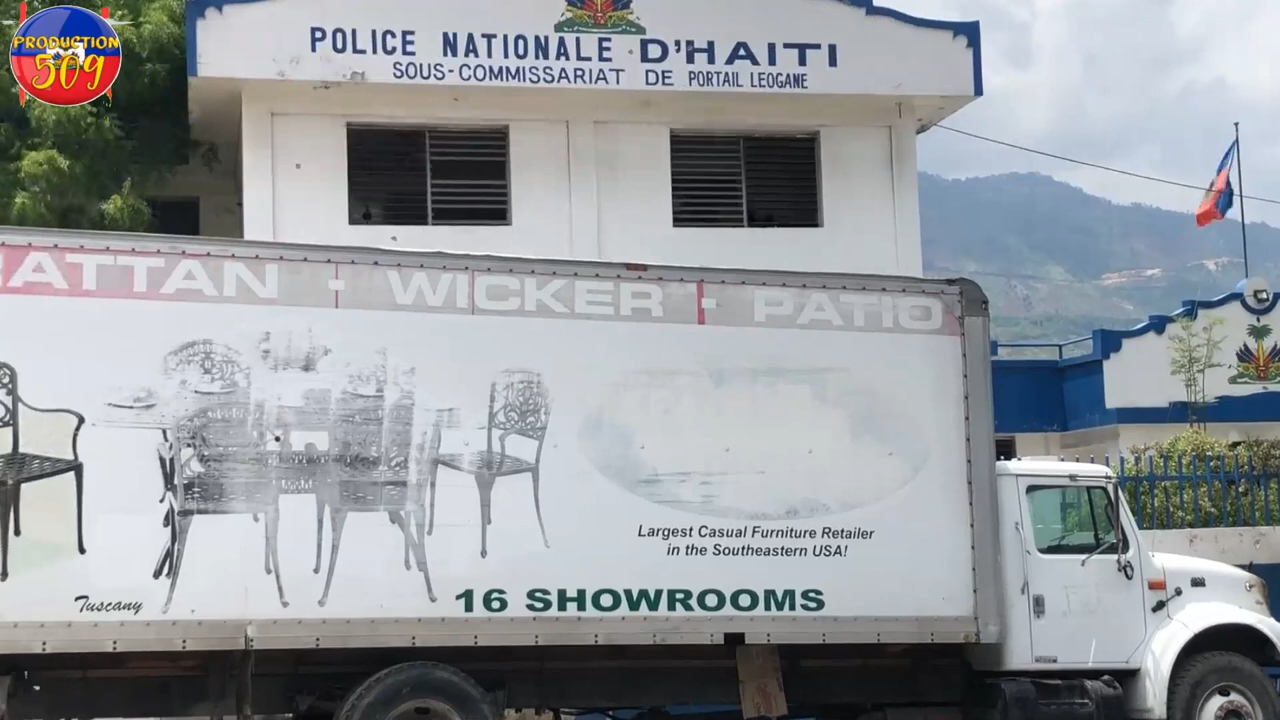 PRODUCTION
509
POLICE NATIONALE D'HAITI
SOUS-COMMISSARIAT DE PORTAIL LEOGANE
ATTAN · WICKER · PATIO
Largest Casual Furniture Retailer
in the Southeastern USA!
Tuscany
16 SHOWROOMS